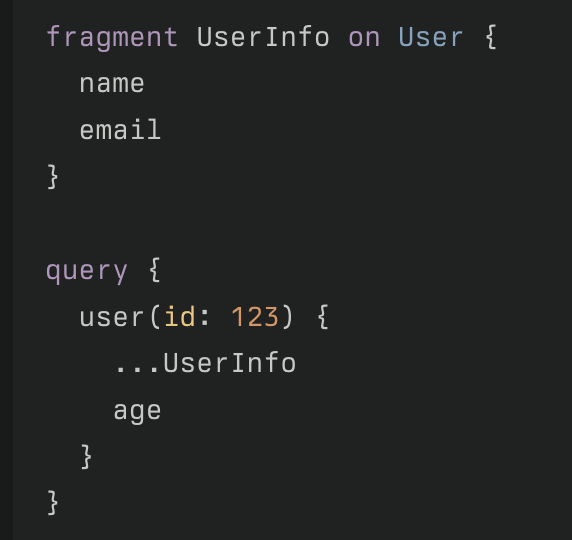 fragment UserInfo on User {
  name
  email
}

query {
  user(id: 123) {
    ...UserInfo
    age
  }
}